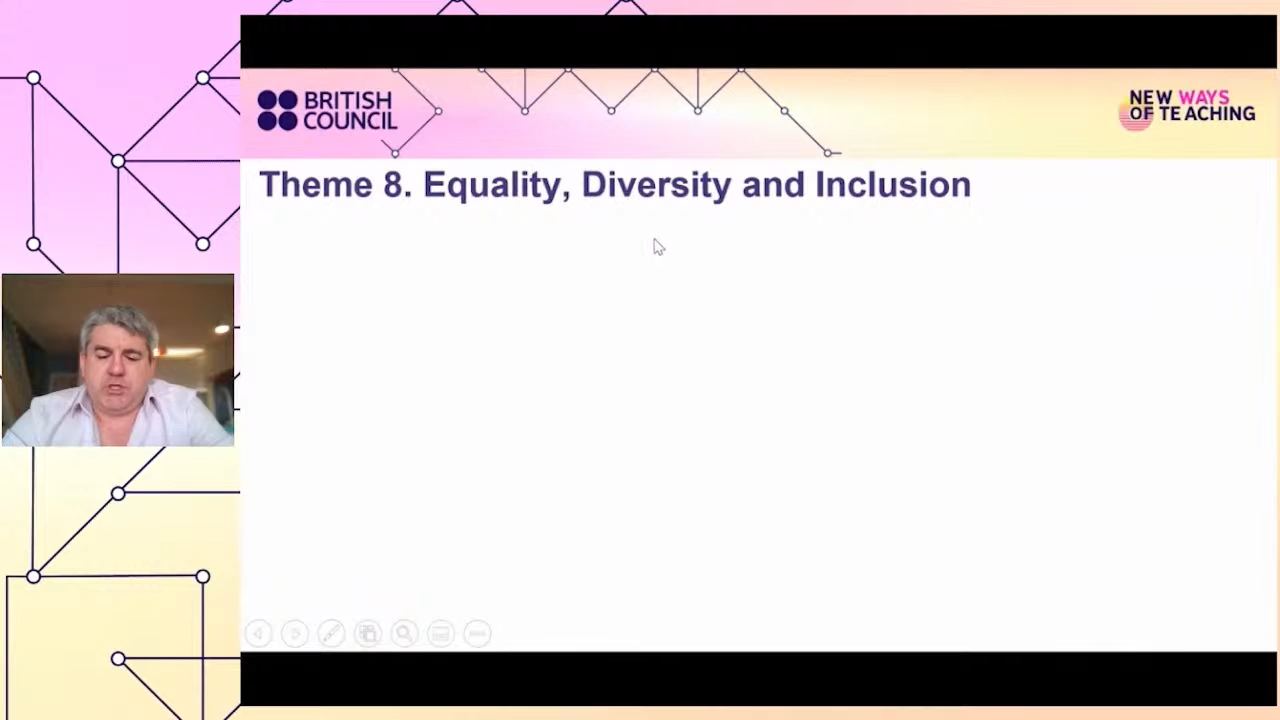 BRITISH
COUNCIL
NEW WAYS
OF TEACHING
Theme 8. Equality, Diversity and Inclusion